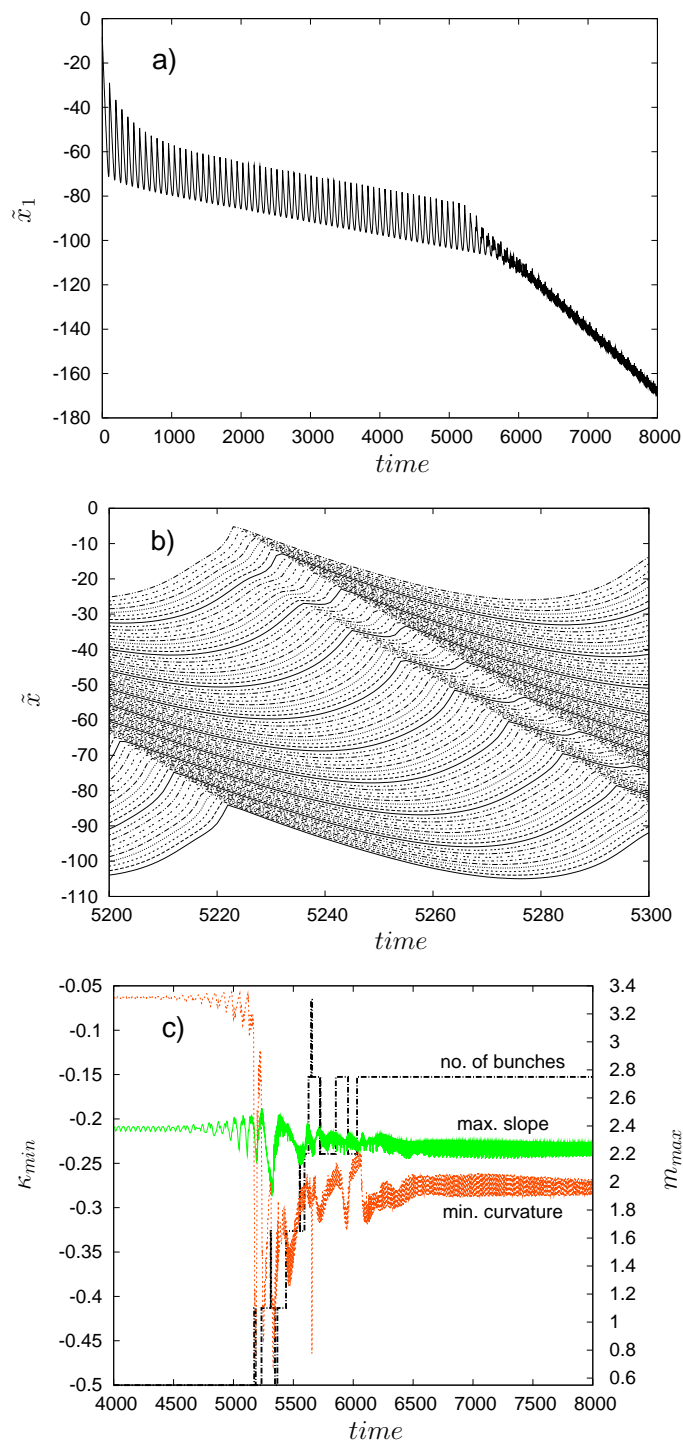 a)
0
-20
-40
-60
-80
-100
-120
-140
-160
-180
x̃₁
0 1000 2000 3000 4000 5000 6000 7000 8000
time
b)
0
-10
-20
-30
-40
-50
-60
-70
-80
-90
-100
-110
x̃
5200 5220 5240 5260 5280 5300
time
c)
-0.05
-0.1
-0.15
-0.2
-0.25
-0.3
-0.35
-0.4
-0.45
-0.5
κ_min
no. of bunches
max. slope
min. curvature
3.4
3.2
3
2.8
2.6
2.4
2.2
2
1.8
1.6
1.4
1.2
1
0.8
0.6
m_max
4000 4500 5000 5500 6000 6500 7000 7500 8000
time